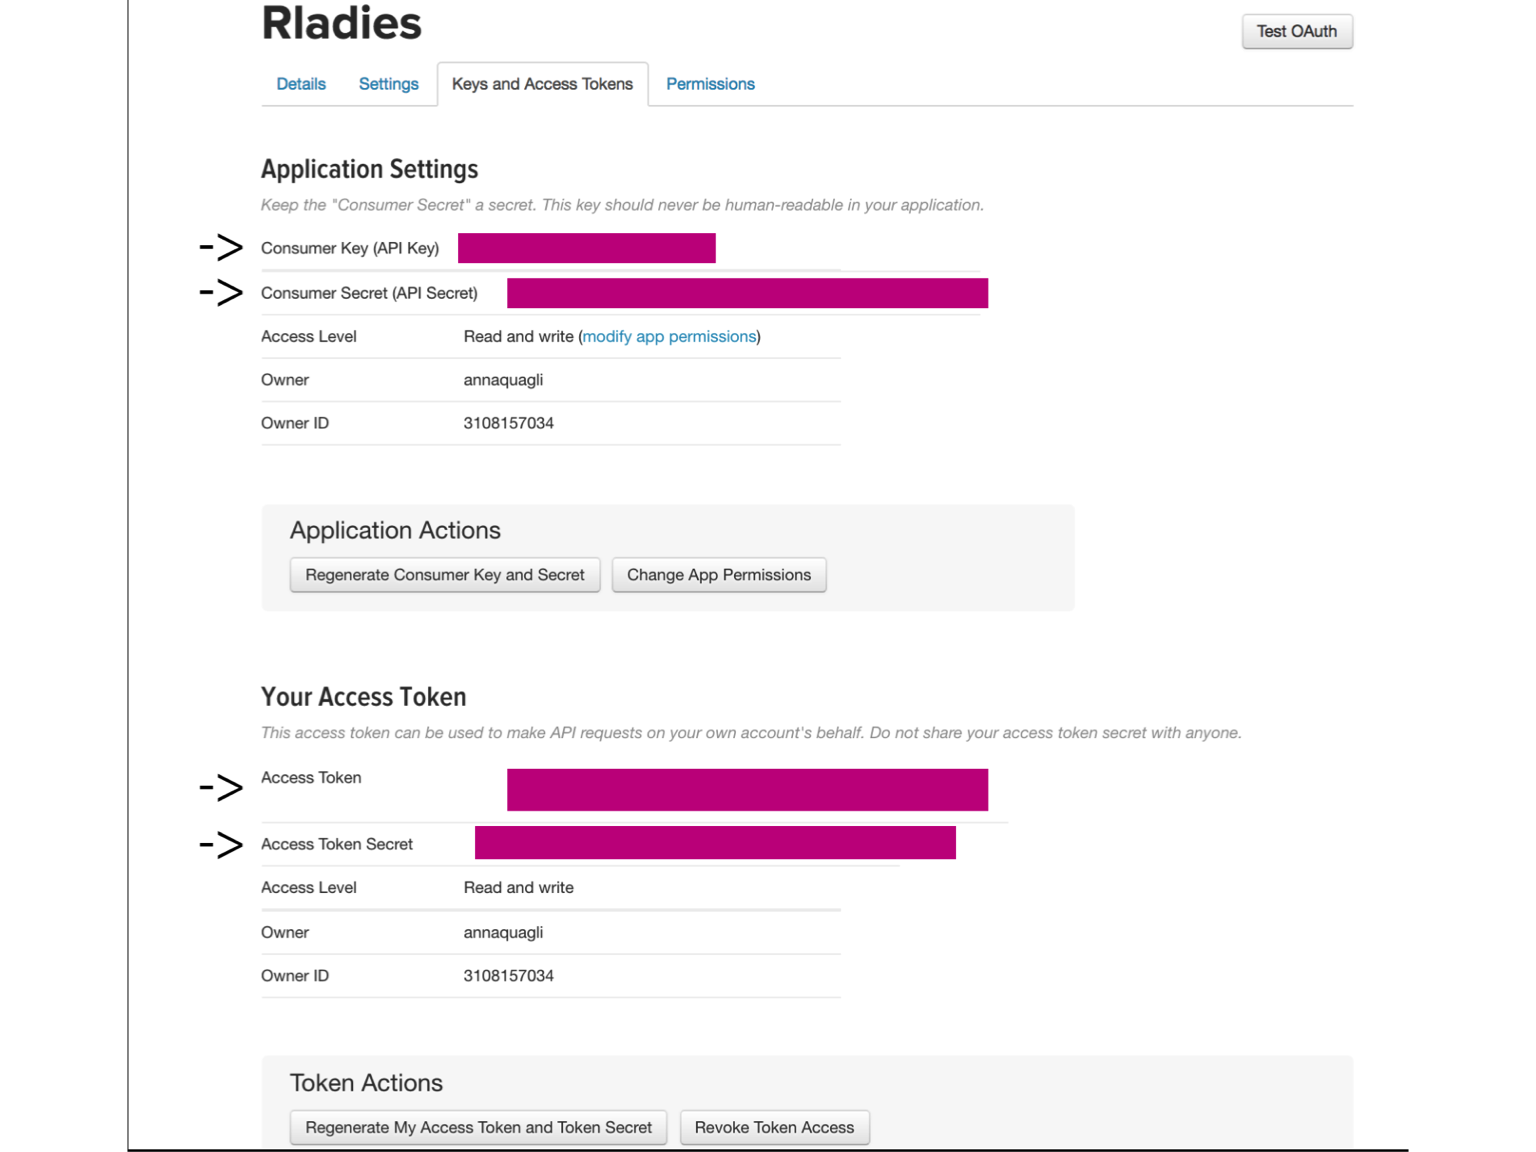 Rladies
Test OAuth
Details Settings Keys and Access Tokens Permissions
Application Settings
Keep the "Consumer Secret" a secret. This key should never be human-readable in your application.
-> Consumer Key (API Key)
-> Consumer Secret (API Secret)
Access Level Read and write (modify app permissions)
Owner annaquagli
Owner ID 3108157034
Application Actions
Regenerate Consumer Key and Secret Change App Permissions
Your Access Token
This access token can be used to make API requests on your own account's behalf. Do not share your access token secret with anyone.
-> Access Token
-> Access Token Secret
Access Level Read and write
Owner annaquagli
Owner ID 3108157034
Token Actions
Regenerate My Access Token and Token Secret Revoke Token Access